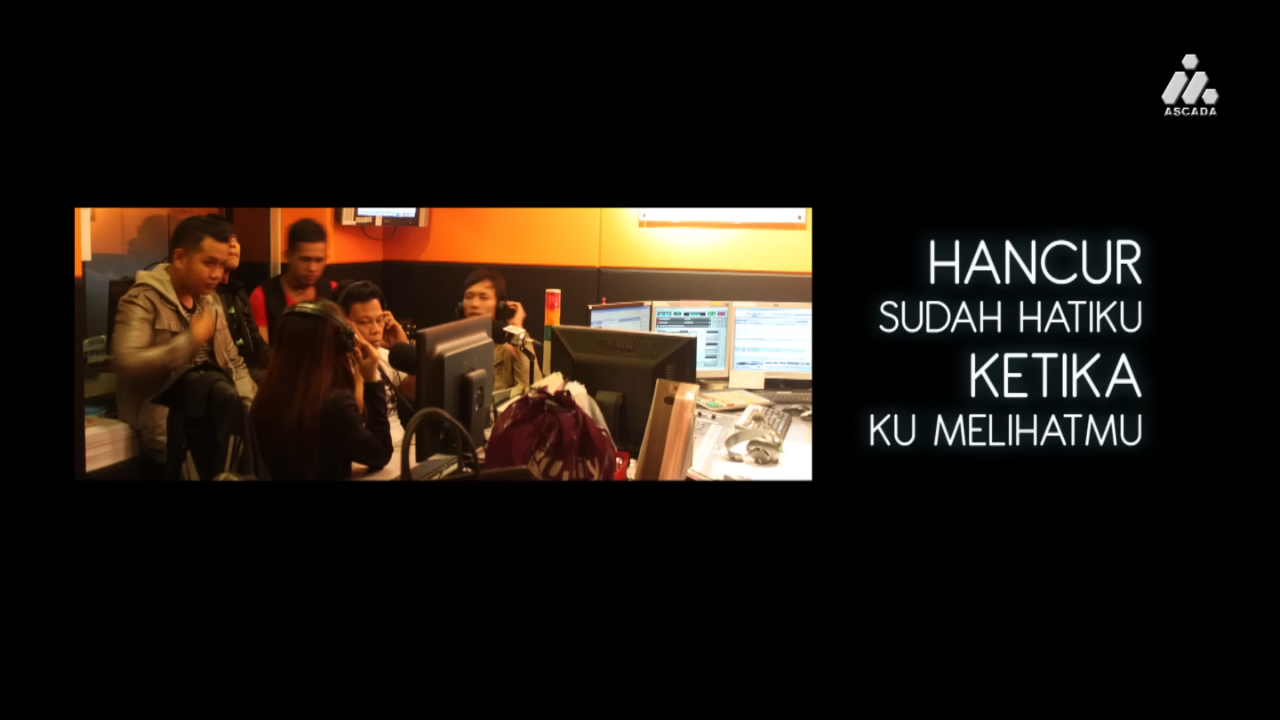 ASCADA
HANCUR
SUDAH HATIKU
KETIKA
KU MELIHATMU